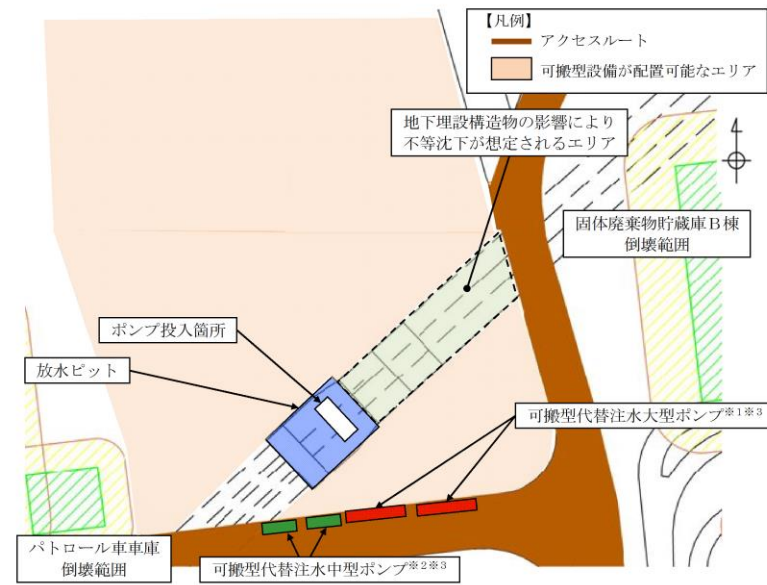 【凡例】
アクセスルート
可搬型設備が配置可能なエリア
地下埋設構造物の影響により
不等沈下が想定されるエリア
固体廃棄物貯蔵庫B棟
倒壊範囲
ポンプ投入箇所
放水ピット
可搬型代替注水大型ポンプ※1※3
パトロール車車庫
倒壊範囲
可搬型代替注水中型ポンプ※2※3